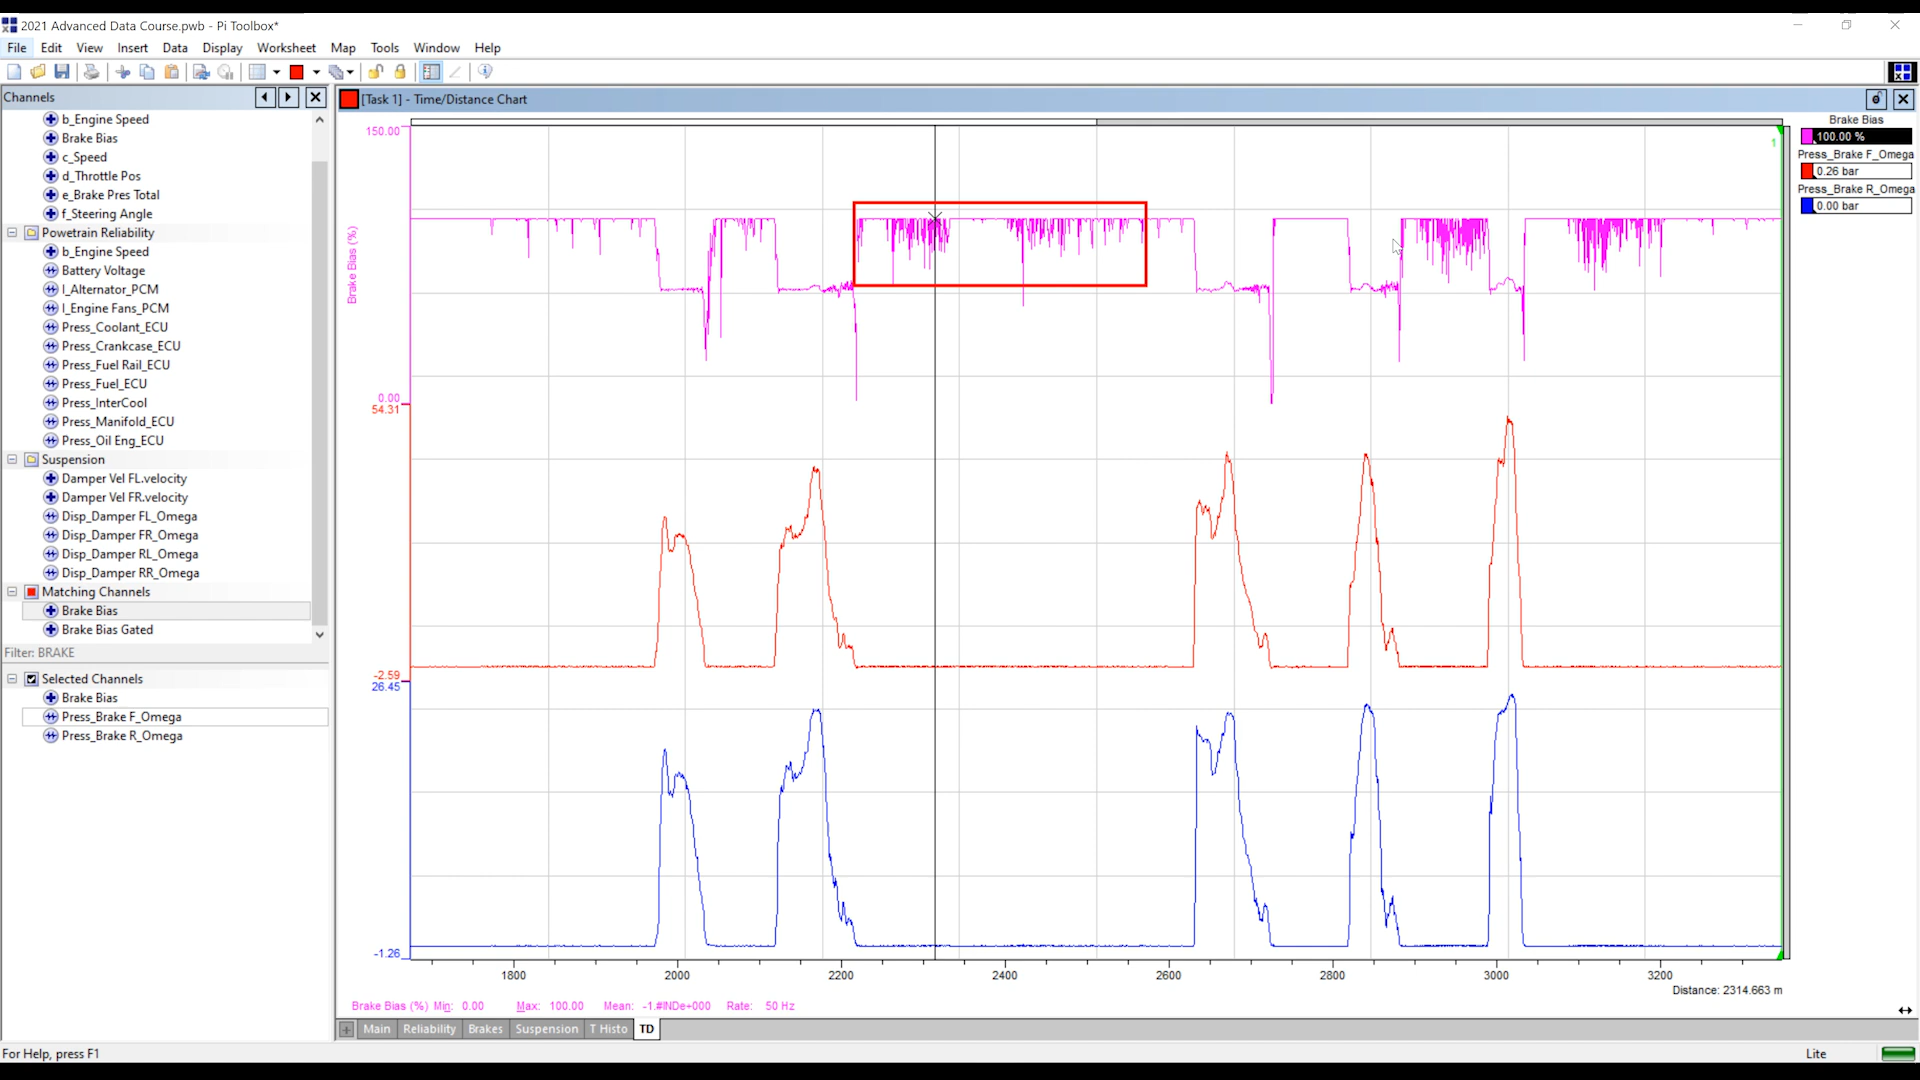 2021 Advanced Data Course.pwb - Pi Toolbox*
File Edit View Insert Data Display Worksheet Map Tools Window Help
Channels
b_Engine Speed
Brake Bias
c_Speed
d_Throttle Pos
e_Brake Pres Total
f_Steering Angle
Powetrain Reliability
b_Engine Speed
Battery Voltage
I_Alternator_PCM
I_Engine Fans_PCM
Press_Coolant_ECU
Press_Crankcase_ECU
Press_Fuel Rail_ECU
Press_Fuel_ECU
Press_InterCool
Press_Manifold_ECU
Press_Oil Eng_ECU
Suspension
Damper Vel FL.velocity
Damper Vel FR.velocity
Disp_Damper FL_Omega
Disp_Damper FR_Omega
Disp_Damper RL_Omega
Disp_Damper RR_Omega
Matching Channels
Brake Bias
Brake Bias Gated
Filter: BRAKE
Selected Channels
Brake Bias
Press_Brake F_Omega
Press_Brake R_Omega
[Task 1] - Time/Distance Chart
150.00
Brake Bias (%)
0.00
54.31
-2.59
26.45
-1.26
1
1800 2000 2200 2400 2600 2800 3000 3200
Distance: 2314.663 m
Brake Bias (%) Min: 0.00 Max: 100.00 Mean: -1.#INDe+000 Rate: 50 Hz
Main Reliability Brakes Suspension T Histo TD
Brake Bias
100.00 %
Press_Brake F_Omega
0.26 bar
Press_Brake R_Omega
0.00 bar
For Help, press F1
Lite